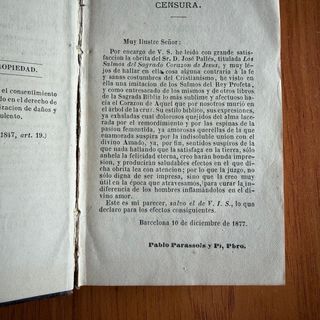 OPIEDAD.
el consentimiento
do en el derecho de
ización de daños y
ulento.
1847, art. 19.)
CENSURA.
Muy Ilustre Señor:
Por encargo de V. S. he leido con grande satis-
faccion la obrita del Sr. D. José Pallés, titulada Los
Salmos del Sagrado Corazon de Jesus, y muy lé-
jos de hallar en ella cosa alguna contraria á la fe
y sanas costumbres del Cristianismo, he visto en
ella una imitacion de los Salmos del Rey Profeta,
y como entresacado de los mismos y de otros libros
de la Sagrada Biblia lo mas sublime y afectuoso há-
cia el Corazon de Aquel que por nosotros murió en
el árbol de la cruz. Su estilo bíblico, sus expresiones
ya exhaladas cual dolorosos quejidos del alma lace-
rada por el remordimiento y por las espinas de la
pasion fementida, ya amorosas querellas de la que
enamorada suspira por la indisoluble union con el
divino Amado, ya, por fin, sentidos suspiros de la
que nada hallando que la satisfaga en la tierra, sólo
anhela la felicidad eterna, creo harán honda impre-
sion, y producirán saludables efectos en el que di-
cha obrita lea con atencion; por lo que la juzgo, no
sólo digna de ser impresa, sino que la creo muy
útil en la época que atravesamos, para curar la in-
diferencia de los hombres inflamándolos en el di-
vino amor.
Este es mi parecer, salvo el de V. I. S., lo que
declaro para los efectos consiguientes.
Barcelona 10 de diciembre de 1877.
Pablo Parassols y Pi, Pbro.